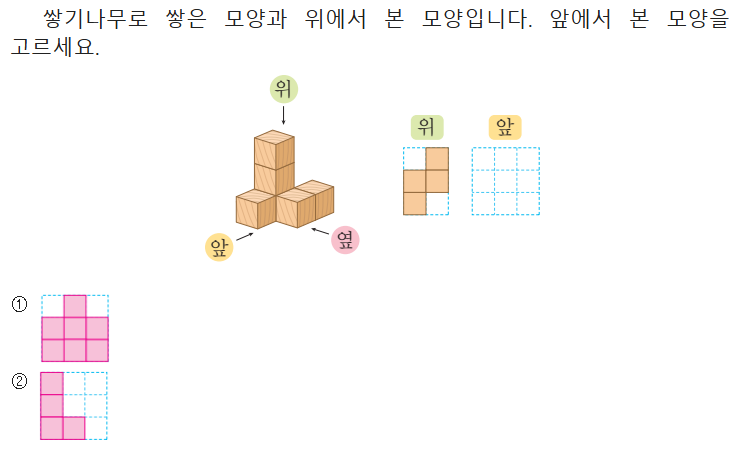 쌓기나무로 쌓은 모양과 위에서 본 모양입니다. 앞에서 본 모양을
고르세요.
위
위 앞
앞 옆
①
②